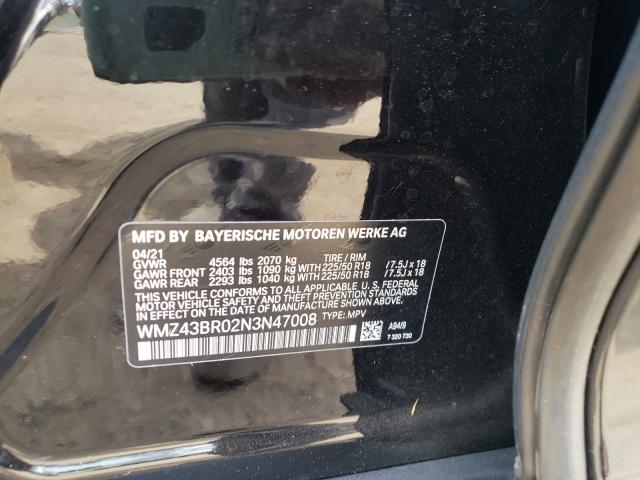 MFD BY BAYERISCHE MOTOREN WERKE AG
04/21 TIRE / RIM
GVWR 4564 lbs 2070 kg
GAWR FRONT 2403 lbs 1090 kg WITH 225/50 R18 / 7.5J x 18
GAWR REAR 2293 lbs 1040 kg WITH 225/50 R18 / 7.5J x 18
THIS VEHICLE CONFORMS TO ALL APPLICABLE U.S. FEDERAL
MOTOR VEHICLE SAFETY AND THEFT PREVENTION STANDARDS
IN EFFECT ON THE DATE OF MANUFACTURE SHOWN ABOVE.
WMZ43BR02N3N47008 TYPE: MPV
A94/9
7 320 730